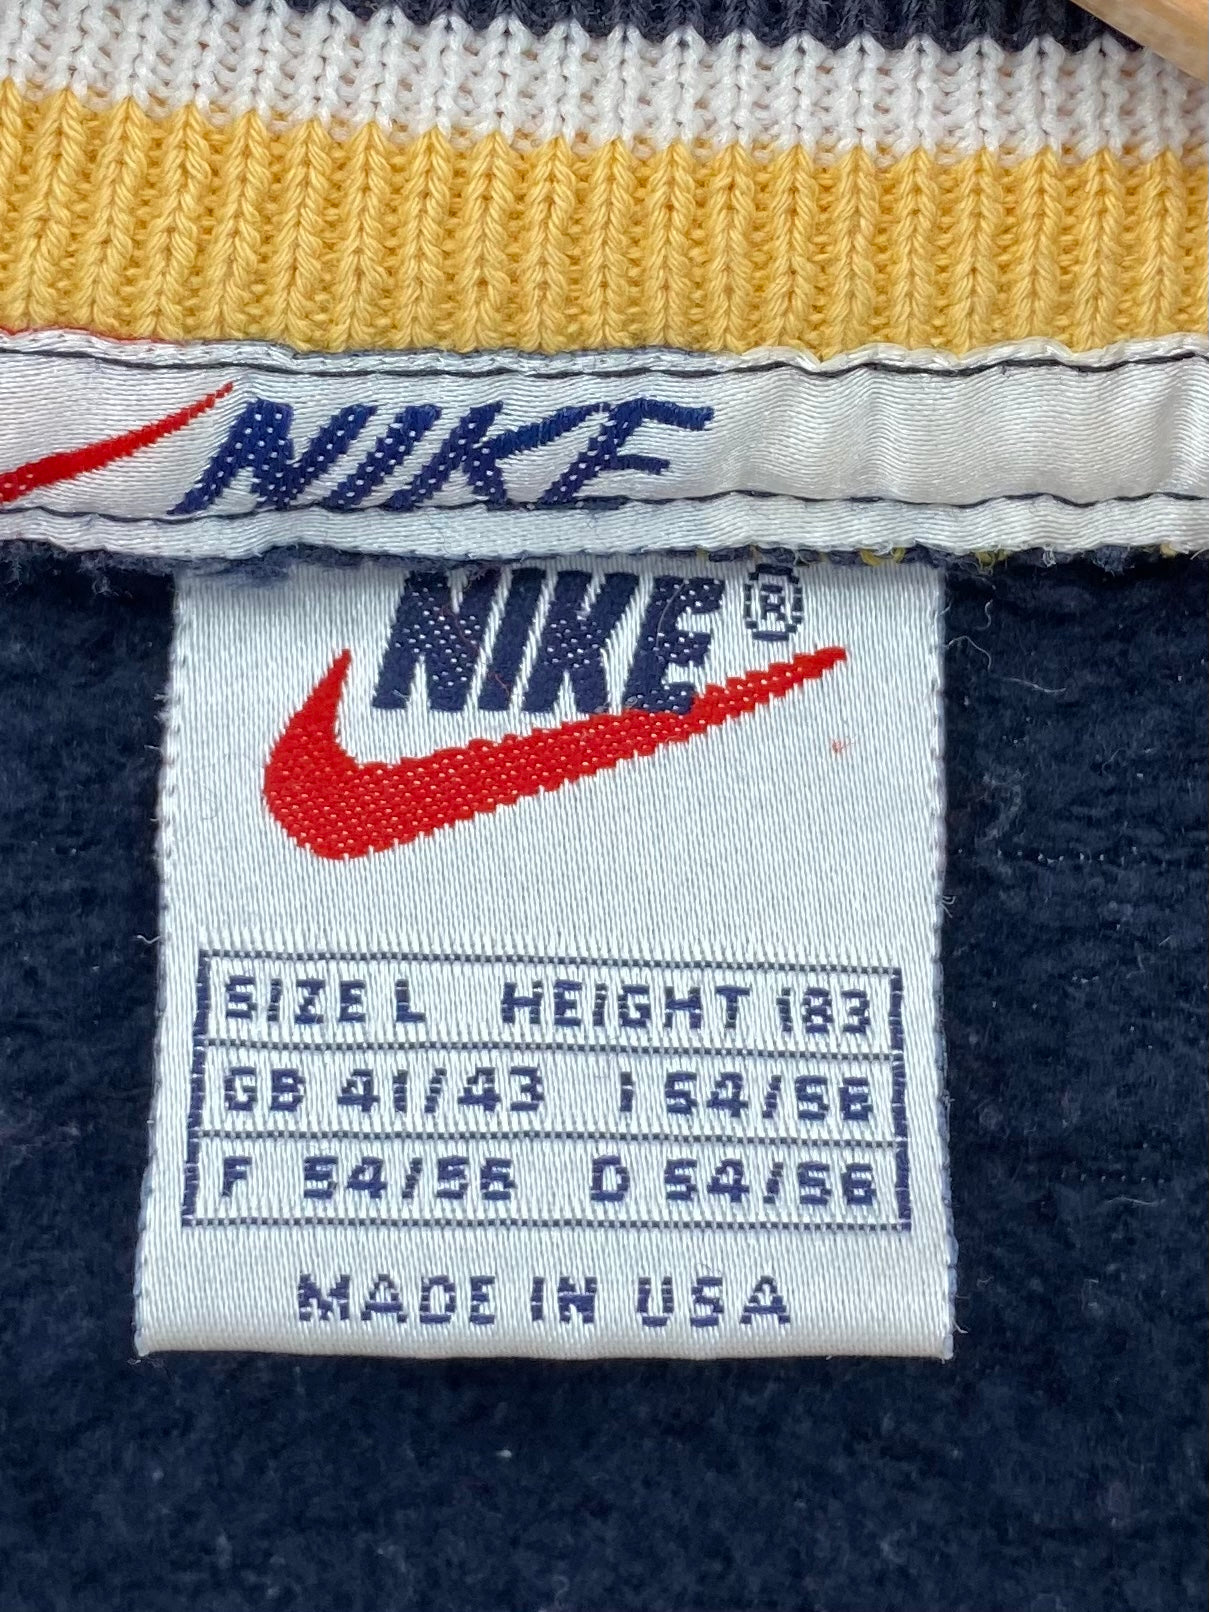 NIKE
NIKE®
SIZE L HEIGHT 183
GB 41/43 I 54/56
F 54/56 D 54/56
MADE IN USA